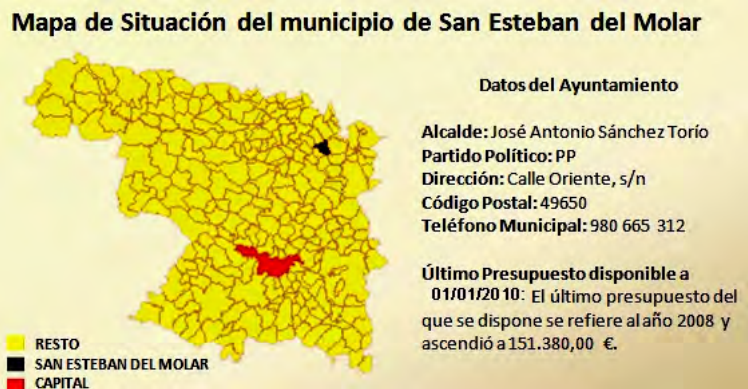 Mapa de Situación del municipio de San Esteban del Molar
Datos del Ayuntamiento
Alcalde: José Antonio Sánchez Torío
Partido Político: PP
Dirección: Calle Oriente, s/n
Código Postal: 49650
Teléfono Municipal: 980 665 312
Último Presupuesto disponible a
01/01/2010: El último presupuesto del
que se dispone se refiere al año 2008 y
ascendió a 151.380,00 €.
RESTO
SAN ESTEBAN DEL MOLAR
CAPITAL